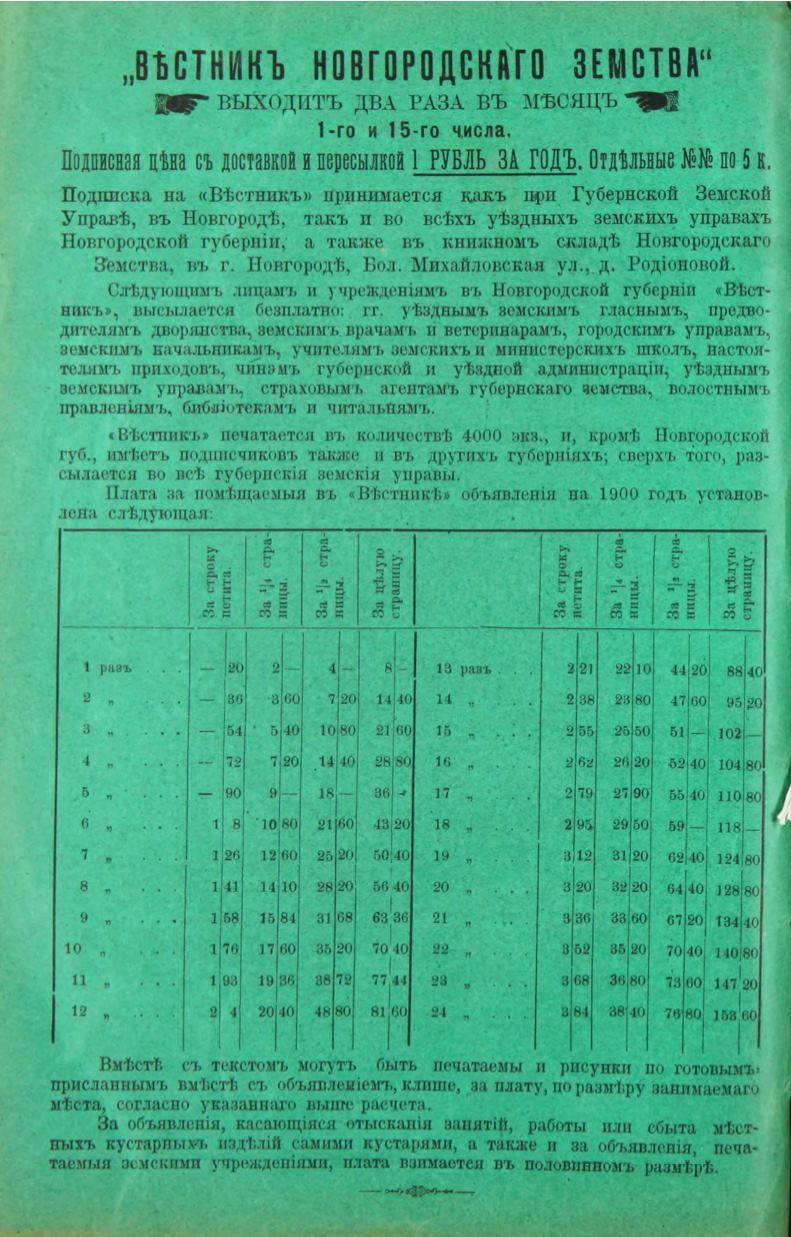 „ВѢСТНИКЪ НОВГОРОДСКАГО ЗЕМСТВА“
ВЫХОДИТЪ ДВА РАЗА ВЪ МѢСЯЦЪ
1-го и 15-го числа.
Подписная цѣна съ доставкой и пересылкой 1 РУБЛЬ ЗА ГОДЪ. Отдѣльные №№ по 5 к.
Подписка на «Вѣстникъ» принимается какъ при Губернской Земской
Управѣ, въ Новгородѣ, такъ и во всѣхъ уѣздныхъ земскихъ управахъ
Новгородской губерніи, а также въ книжномъ складѣ Новгородскаго
Земства, въ г. Новгородѣ, Бол. Михайловская ул., д. Родіоновой.
Слѣдующимъ лицамъ и учрежденіямъ въ Новгородской губерніи «Вѣст-
никъ», высылается безплатно: гг. уѣзднымъ земскимъ гласнымъ, предво-
дителямъ дворянства, земскимъ врачамъ и ветеринарамъ, городскимъ управамъ,
земскимъ начальникамъ, учителямъ земскихъ и министерскихъ школъ, настоя-
телямъ приходовъ, чинамъ губернской и уѣздной администраціи, уѣзднымъ
земскимъ управамъ, страховымъ агентамъ губернскаго земства, волостнымъ
правленіямъ, библіотекамъ и читальнямъ.
«Вѣстникъ» печатается въ количествѣ 4000 экз., и, кромѣ Новгородской
губ., имѣетъ подписчиковъ также и въ другихъ губерніяхъ; сверхъ того, раз-
сылается во всѣ губернскія земскія управы.
Плата за помѣщаемыя въ «Вѣстникѣ» объявленія на 1900 годъ установ-
лена слѣдующая:
За строку петита. За 1/4 стра-ницы. За 1/2 стра-ницы. За цѣлую страницу. За строку петита. За 1/4 стра-ницы. За 1/2 стра-ницы. За цѣлую страницу.
1 разъ . . . — 20 2 — 4 — 8 — 13 разъ . . . 2 21 22 10 44 20 88 40
2 „ . . . — 36 3 60 7 20 14 40 14 „ . . . 2 38 23 80 47 60 95 20
3 „ . . . — 54 5 40 10 80 21 60 15 „ . . . 2 55 25 50 51 — 102 —
4 „ . . . — 72 7 20 14 40 28 80 16 „ . . . 2 62 26 20 52 40 104 80
5 „ . . . — 90 9 — 18 — 36 — 17 „ . . . 2 79 27 90 55 40 110 80
6 „ . . . 1 8 10 80 21 60 43 20 18 „ . . . 2 95 29 50 59 — 118 —
7 „ . . . 1 26 12 60 25 20 50 40 19 „ . . . 3 12 31 20 62 40 124 80
8 „ . . . 1 41 14 10 28 20 56 40 20 „ . . . 3 20 32 20 64 40 128 80
9 „ . . . 1 58 15 84 31 68 63 36 21 „ . . . 3 36 33 60 67 20 134 40
10 „ . . . 1 76 17 60 35 20 70 40 22 „ . . . 3 52 35 20 70 40 140 80
11 „ . . . 1 93 19 36 38 72 77 44 23 „ . . . 3 68 36 80 73 60 147 20
12 „ . . . 2 4 20 40 48 80 81 60 24 „ . . . 3 84 38 40 76 80 153 60
Вмѣстѣ съ текстомъ могутъ быть печатаемы и рисунки по готовымъ,
присланнымъ вмѣстѣ съ объявленіемъ, клише, за плату, по размѣру занимаемаго
мѣста, согласно указаннаго выше расчета.
За объявленія, касающіяся отысканія занятій, работы или сбыта мѣст-
ныхъ кустарныхъ издѣлій самими кустарями, а также и за объявленія, печа-
таемыя земскими учрежденіями, плата взимается въ половинномъ размѣрѣ.